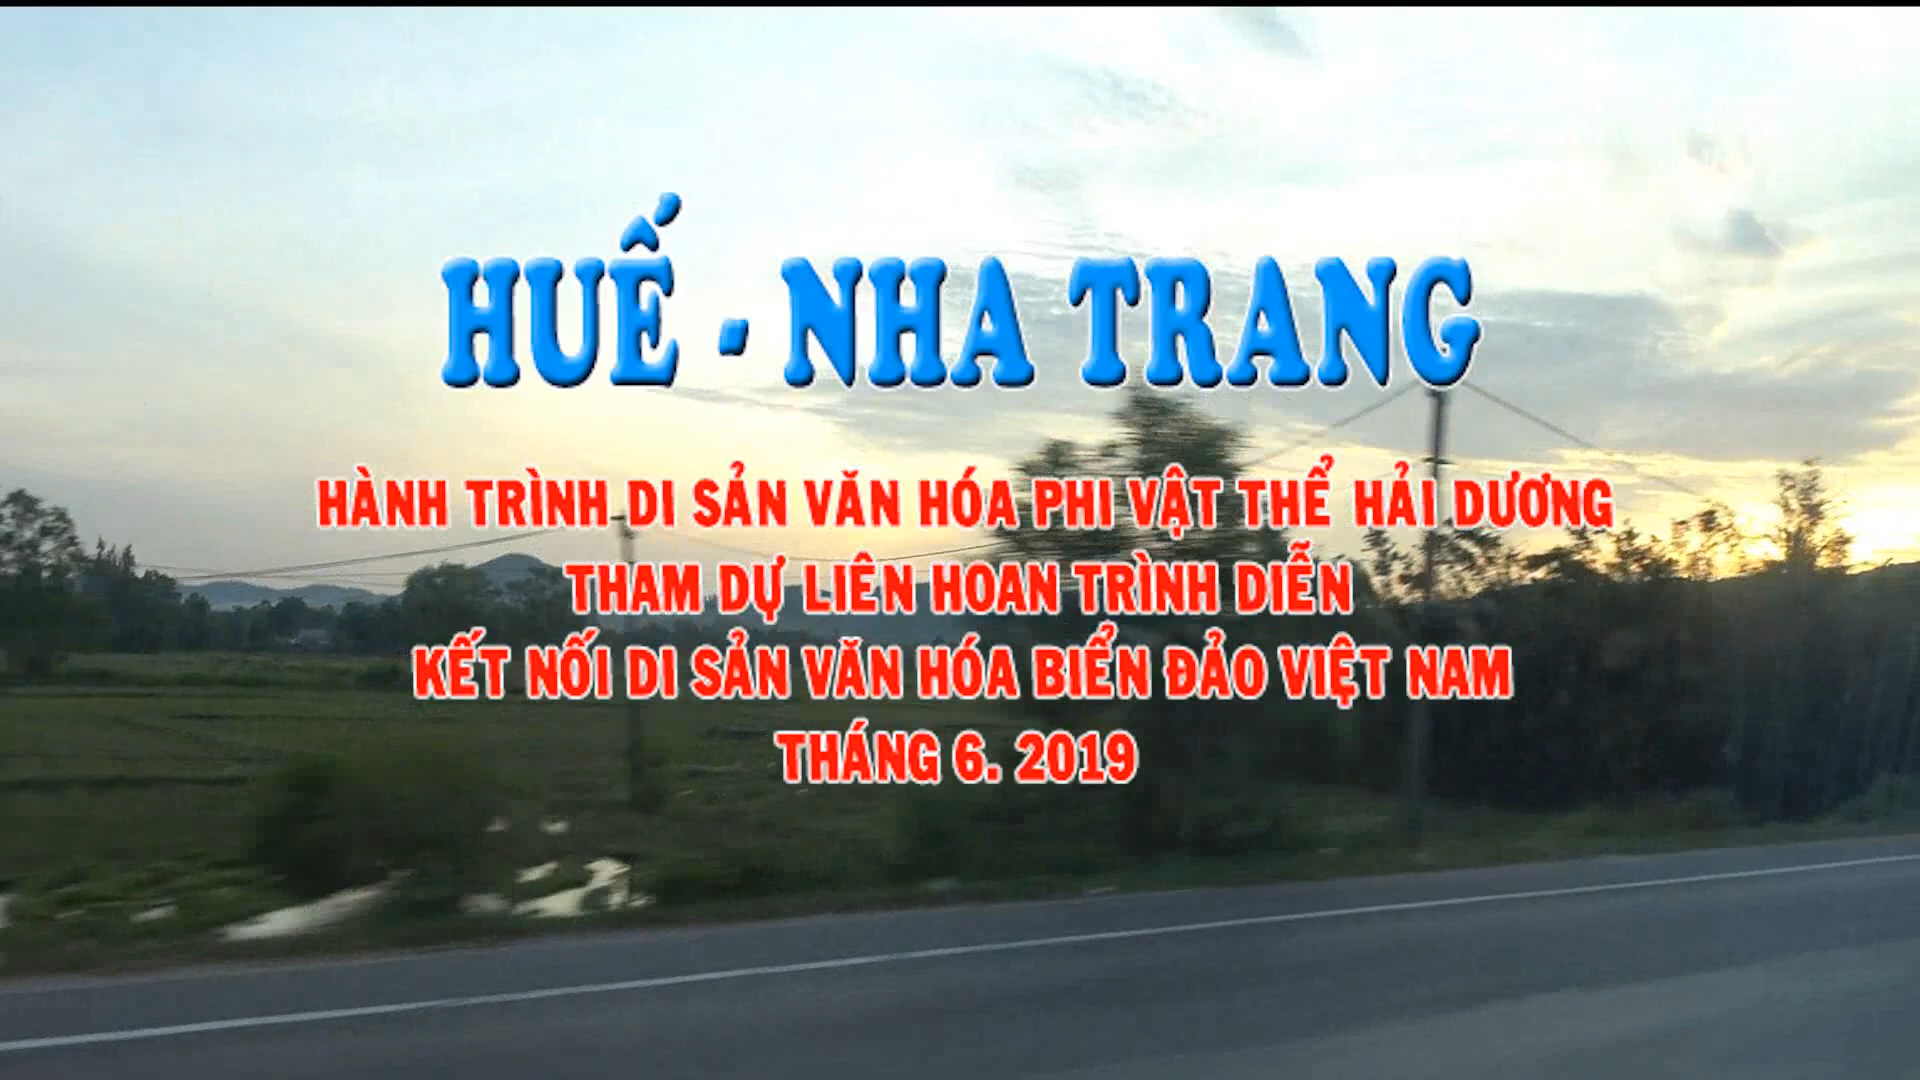 HUẾ - NHA TRANG
HÀNH TRÌNH DI SẢN VĂN HÓA PHI VẬT THỂ HẢI DƯƠNG
THAM DỰ LIÊN HOAN TRÌNH DIỄN
KẾT NỐI DI SẢN VĂN HÓA BIỂN ĐẢO VIỆT NAM
THÁNG 6. 2019